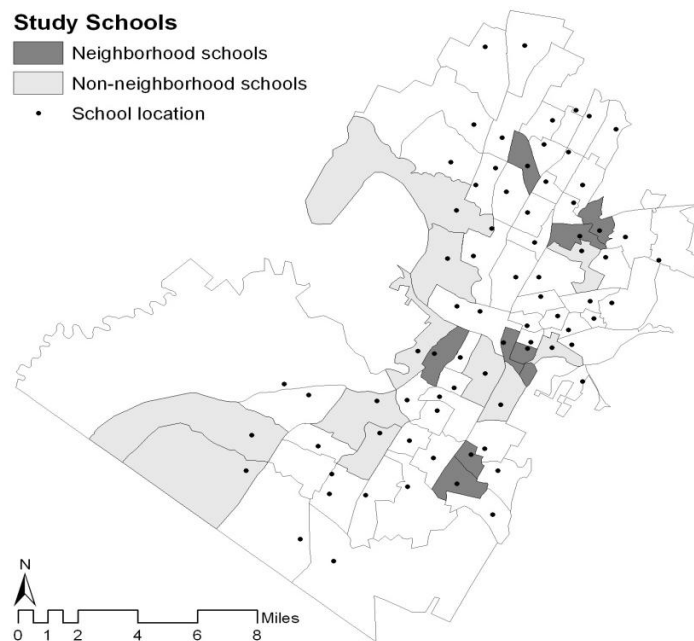 Study Schools
Neighborhood schools
Non-neighborhood schools
School location
N
Miles
0 1 2 4 6 8